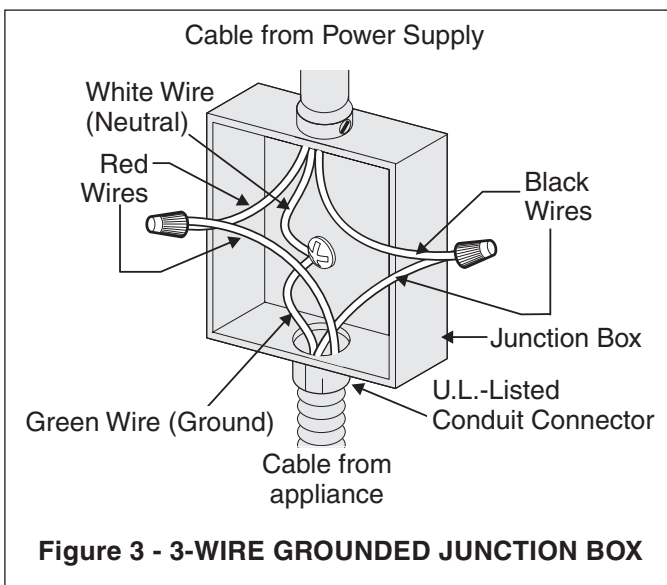 Cable from Power Supply
White Wire
(Neutral)
Red
Wires
Black
Wires
Junction Box
U.L.-Listed
Conduit Connector
Green Wire (Ground)
Cable from
appliance
Figure 3 - 3-WIRE GROUNDED JUNCTION BOX